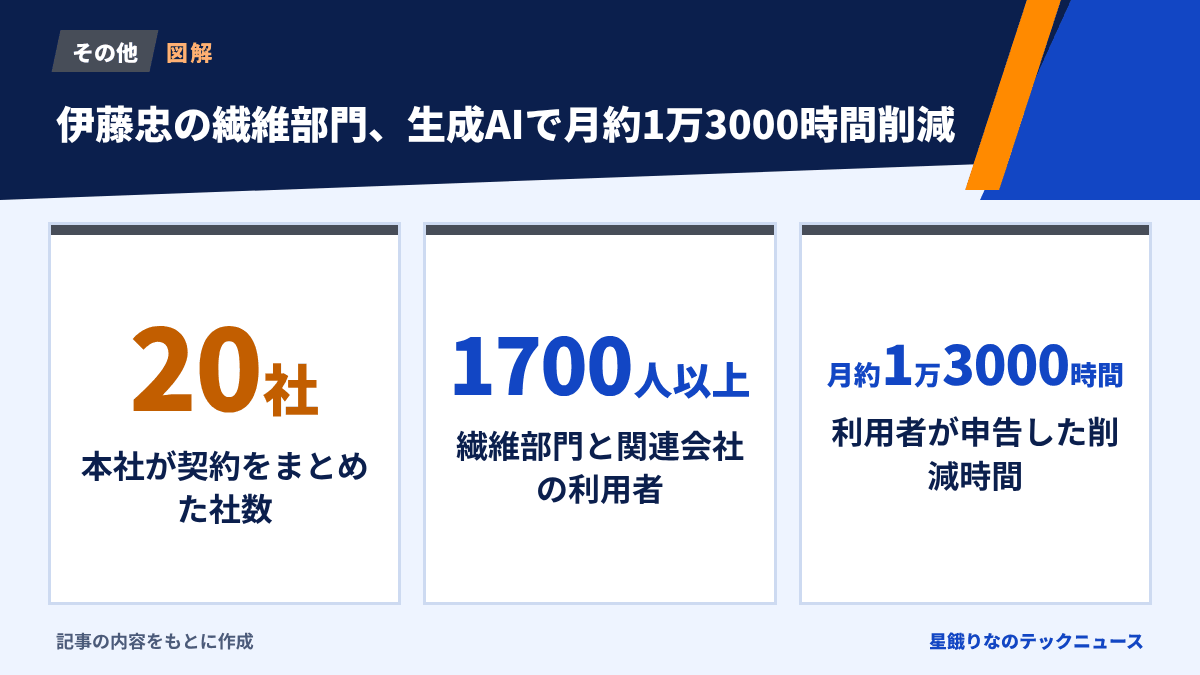 その他 図解
伊藤忠の繊維部門、生成AIで月約1万3000時間削減
20社
本社が契約をまとめ
た社数
1700人以上
繊維部門と関連会社
の利用者
月約1万3000時間
利用者が申告した削
減時間
記事の内容をもとに作成
星餓りなのテックニュース